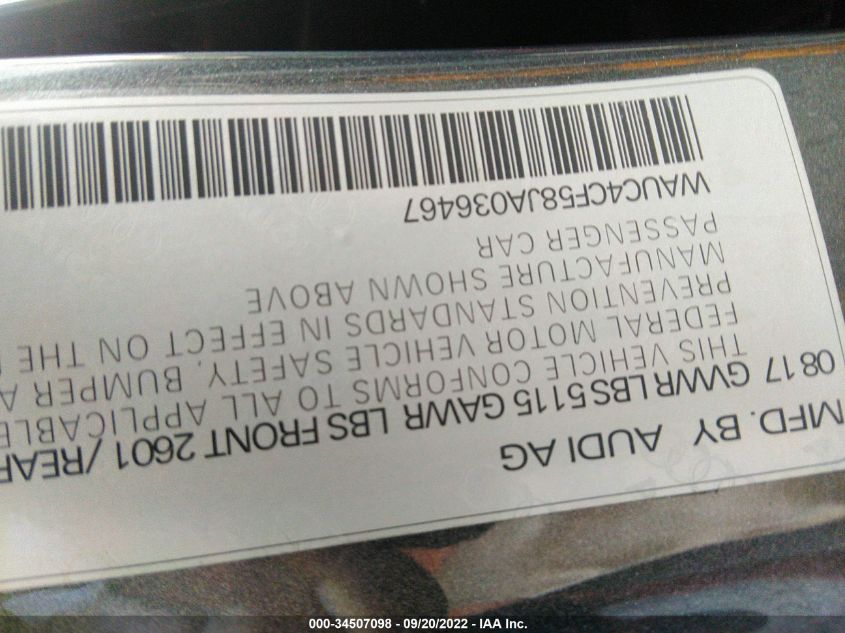 MFD. BY AUDI AG
08 17 GVWR LBS 5115 GAWR LBS FRONT 2601 /REAR
THIS VEHICLE CONFORMS TO ALL APPLICABLE
FEDERAL MOTOR VEHICLE SAFETY, BUMPER A
PREVENTION STANDARDS IN EFFECT ON THE
MANUFACTURE SHOWN ABOVE
PASSENGER CAR
WAUC4CF58JA036467
000-34507098 - 09/20/2022 - IAA Inc.